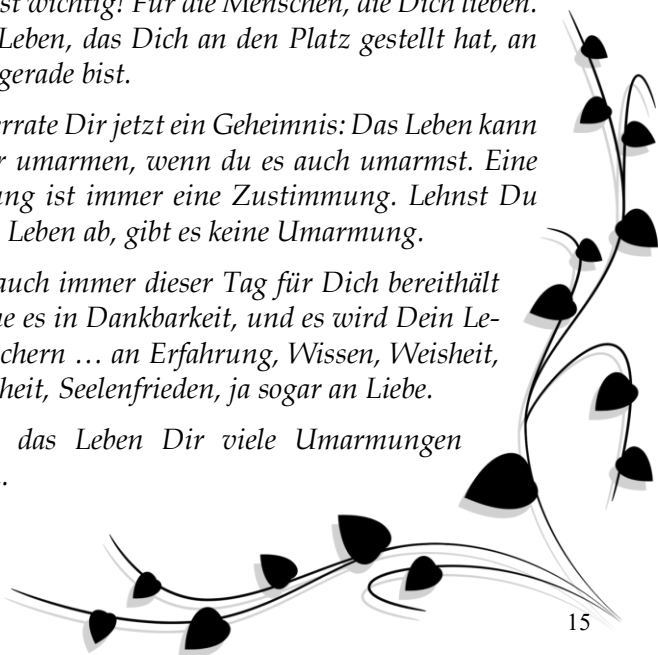 st wichtig! Für die Menschen, die Dich lieben.
Leben, das Dich an den Platz gestellt hat, an
gerade bist.
errate Dir jetzt ein Geheimnis: Das Leben kann
r umarmen, wenn du es auch umarmst. Eine
ung ist immer eine Zustimmung. Lehnst Du
Leben ab, gibt es keine Umarmung.
auch immer dieser Tag für Dich bereithält
e es in Dankbarkeit, und es wird Dein Le-
chern … an Erfahrung, Wissen, Weisheit,
heit, Seelenfrieden, ja sogar an Liebe.
das Leben Dir viele Umarmungen
.
15